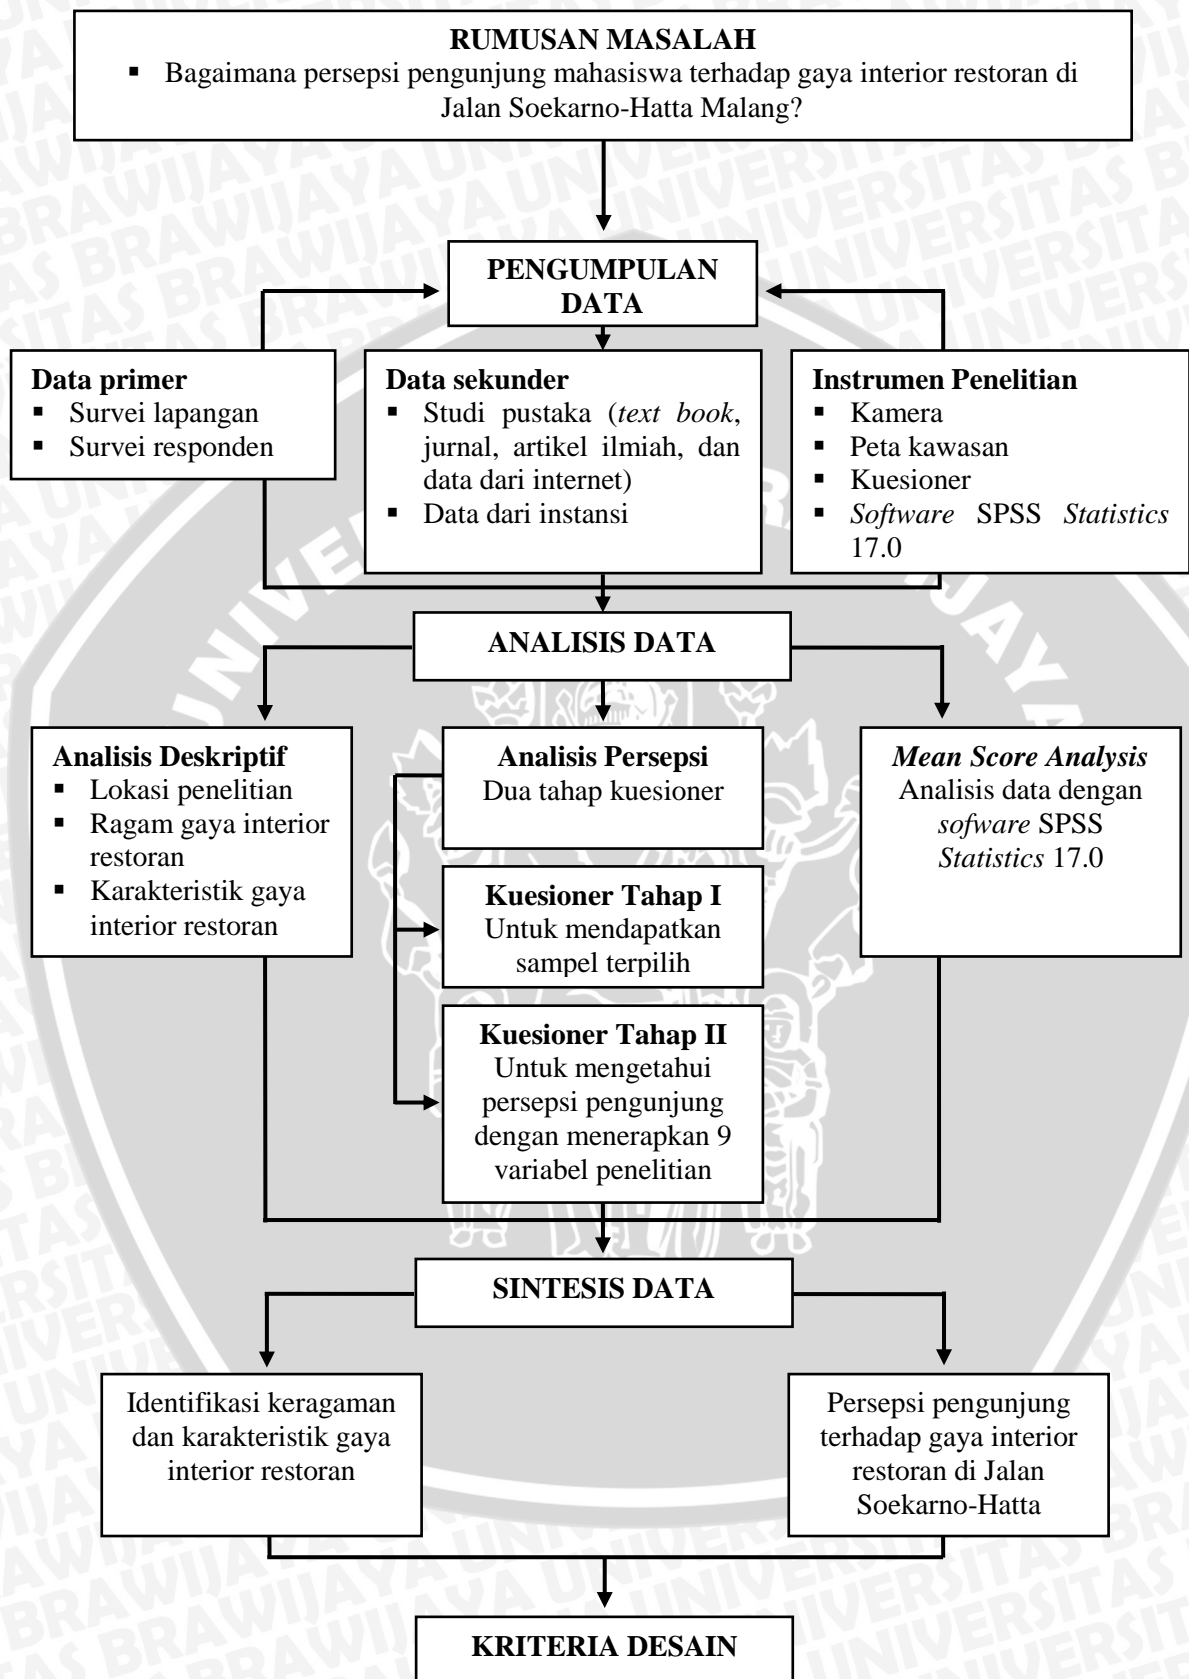 RUMUSAN MASALAH
▪ Bagaimana persepsi pengunjung mahasiswa terhadap gaya interior restoran di
Jalan Soekarno-Hatta Malang?
PENGUMPULAN
DATA
Data primer
▪ Survei lapangan
▪ Survei responden
Data sekunder
▪ Studi pustaka (text book,
jurnal, artikel ilmiah, dan
data dari internet)
▪ Data dari instansi
Instrumen Penelitian
▪ Kamera
▪ Peta kawasan
▪ Kuesioner
▪ Software SPSS Statistics
17.0
ANALISIS DATA
Analisis Deskriptif
▪ Lokasi penelitian
▪ Ragam gaya interior
restoran
▪ Karakteristik gaya
interior restoran
Analisis Persepsi
Dua tahap kuesioner
Kuesioner Tahap I
Untuk mendapatkan
sampel terpilih
Kuesioner Tahap II
Untuk mengetahui
persepsi pengunjung
dengan menerapkan 9
variabel penelitian
Mean Score Analysis
Analisis data dengan
sofware SPSS
Statistics 17.0
SINTESIS DATA
Identifikasi keragaman
dan karakteristik gaya
interior restoran
Persepsi pengunjung
terhadap gaya interior
restoran di Jalan
Soekarno-Hatta
KRITERIA DESAIN